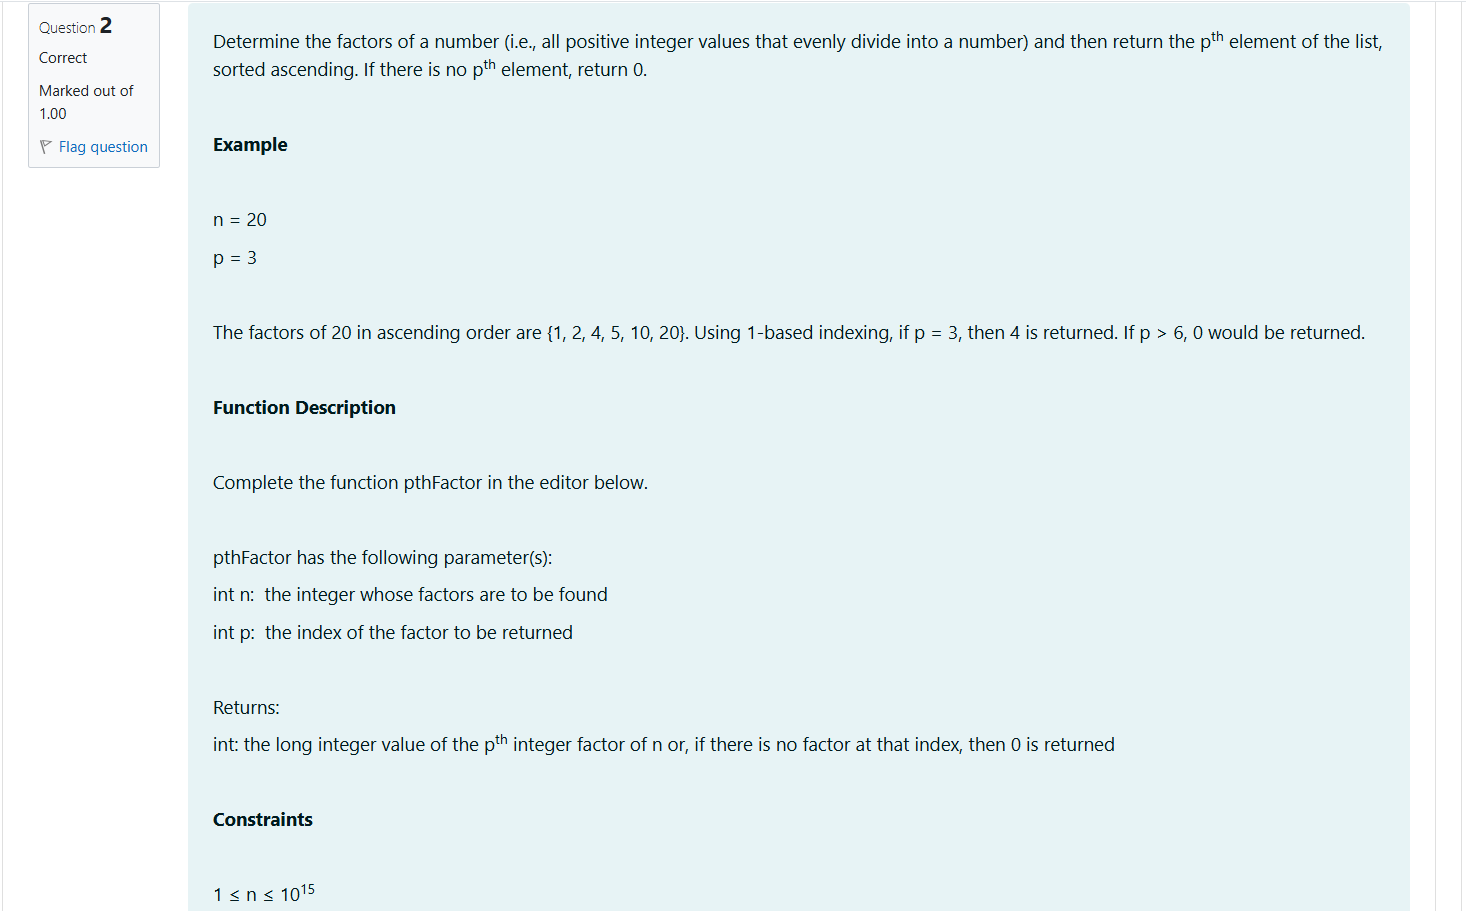 Question 2
Correct
Marked out of
1.00
Flag question
Determine the factors of a number (i.e., all positive integer values that evenly divide into a number) and then return the pth element of the list,
sorted ascending. If there is no pth element, return 0.
Example
n = 20
p = 3
The factors of 20 in ascending order are {1, 2, 4, 5, 10, 20}. Using 1-based indexing, if p = 3, then 4 is returned. If p > 6, 0 would be returned.
Function Description
Complete the function pthFactor in the editor below.
pthFactor has the following parameter(s):
int n:  the integer whose factors are to be found
int p:  the index of the factor to be returned
Returns:
int: the long integer value of the pth integer factor of n or, if there is no factor at that index, then 0 is returned
Constraints
1 ≤ n ≤ 10¹⁵